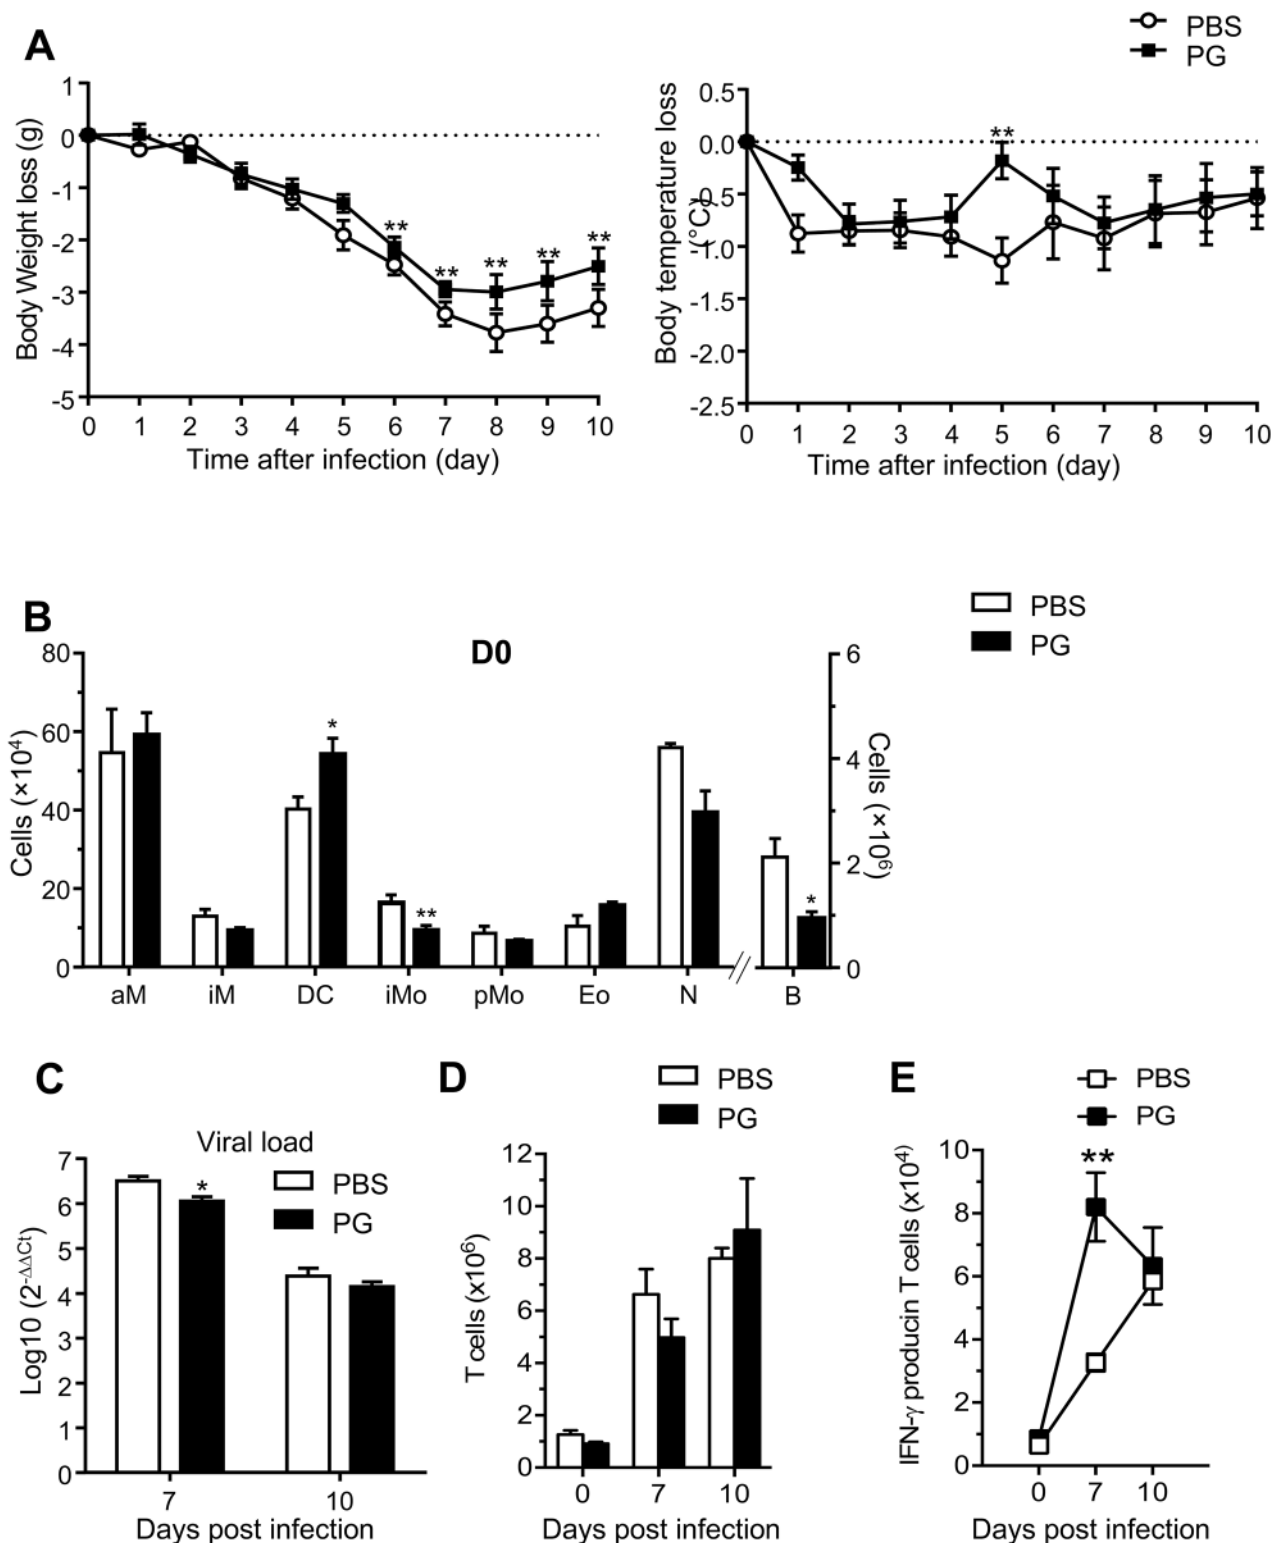 A
PBS
PG
Body Weight loss (g)
1
0
-1
-2
-3
-4
-5
** ** ** ** **
0 1 2 3 4 5 6 7 8 9 10
Time after infection (day)
Body temperature loss
(°C)
0.5
0.0
-0.5
-1.0
-1.5
-2.0
-2.5
**
0 1 2 3 4 5 6 7 8 9 10
Time after infection (day)
B
D0
PBS
PG
Cells (×10⁴)
80
60
40
20
0
* ** *
Cells (×10⁶)
6
4
2
0
aM iM DC iMo pMo Eo N B
C
Viral load
PBS
PG
Log10 (2-ΔΔCt)
7
6
5
4
3
2
1
0
*
7 10
Days post infection
D
PBS
PG
T cells (x10⁶)
12
10
8
6
4
2
0
0 7 10
Days post infection
E
PBS
PG
IFN-γ producin T cells (x10⁴)
10
8
6
4
2
0
**
0 7 10
Days post infection